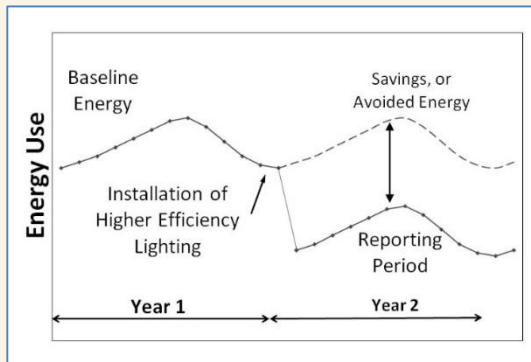 Energy Use
Baseline
Energy
Savings, or
Avoided Energy
Installation of
Higher Efficiency
Lighting
Reporting
Period
Year 1
Year 2